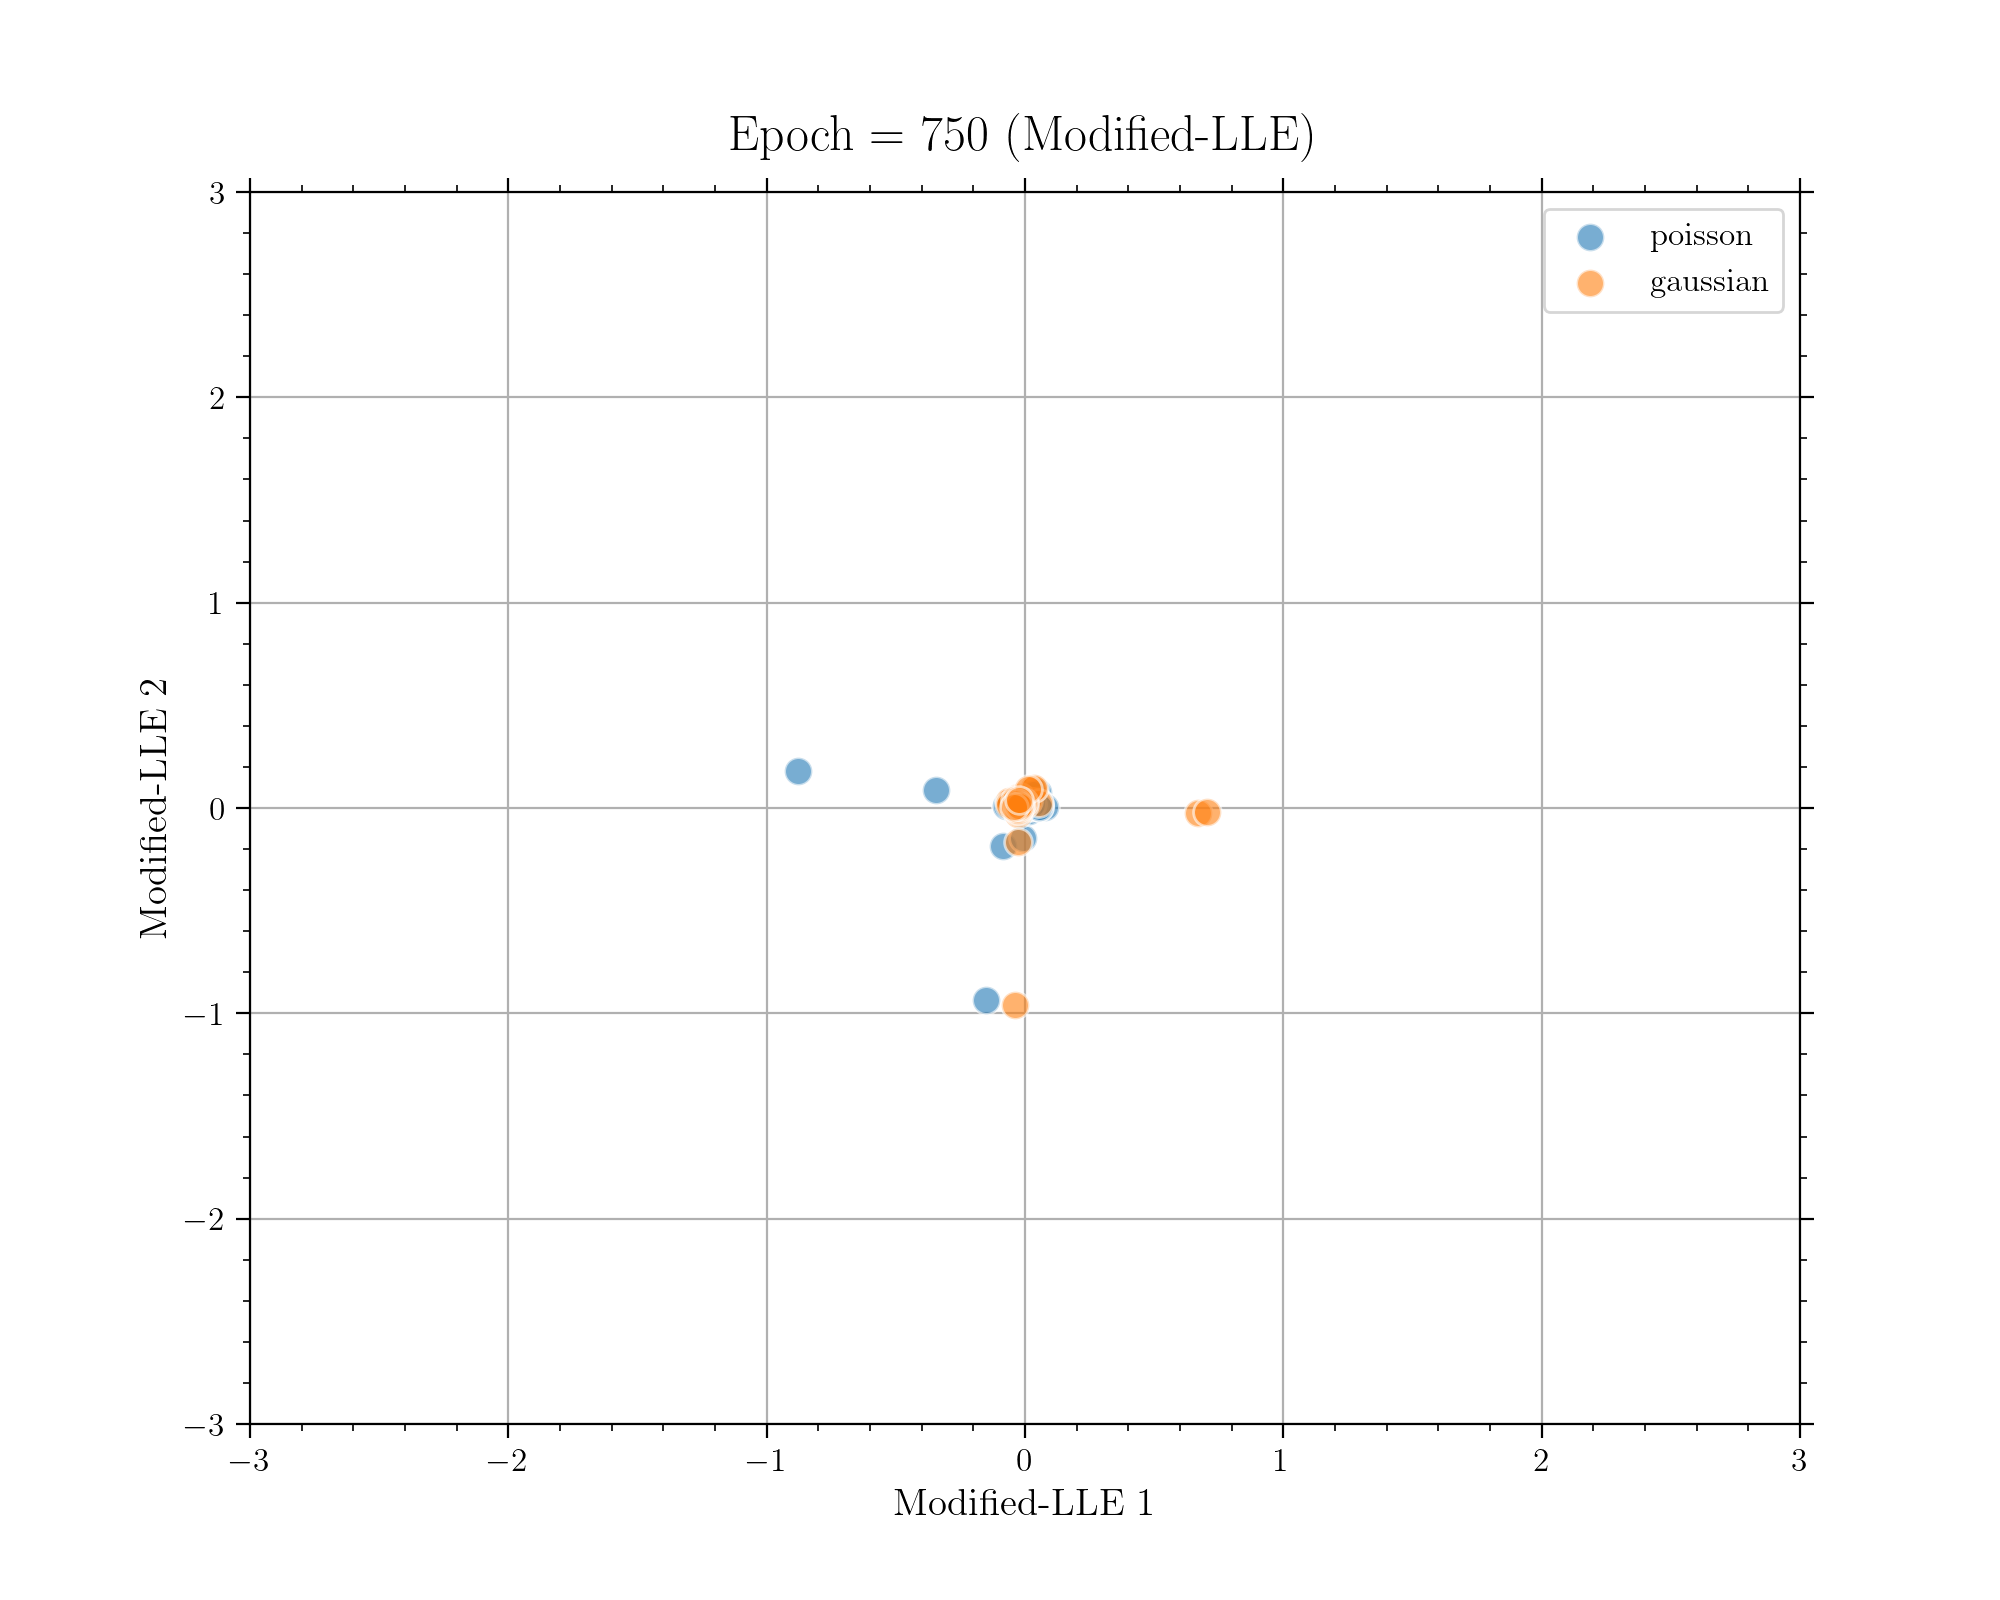 Epoch = 750 (Modified-LLE)
poisson
gaussian
3
2
1
0
−1
−2
−3
Modified-LLE 2
−3 −2 −1 0 1 2 3
Modified-LLE 1